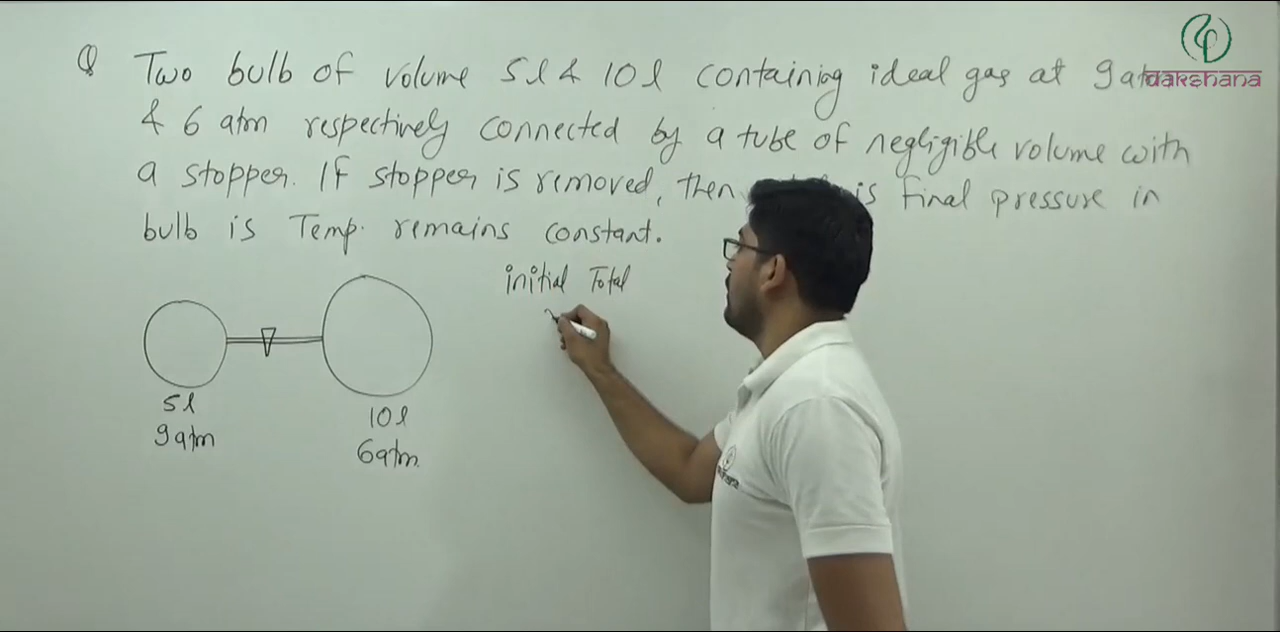 Q Two bulb of volume 5l & 10l containing ideal gas at 9 atm
& 6 atm respectively connected by a tube of negligible volume with
a stopper. If stopper is removed, then is final pressure in
bulb is Temp. remains constant.
initial Total
5l
9atm
10l
6atm
dakshana